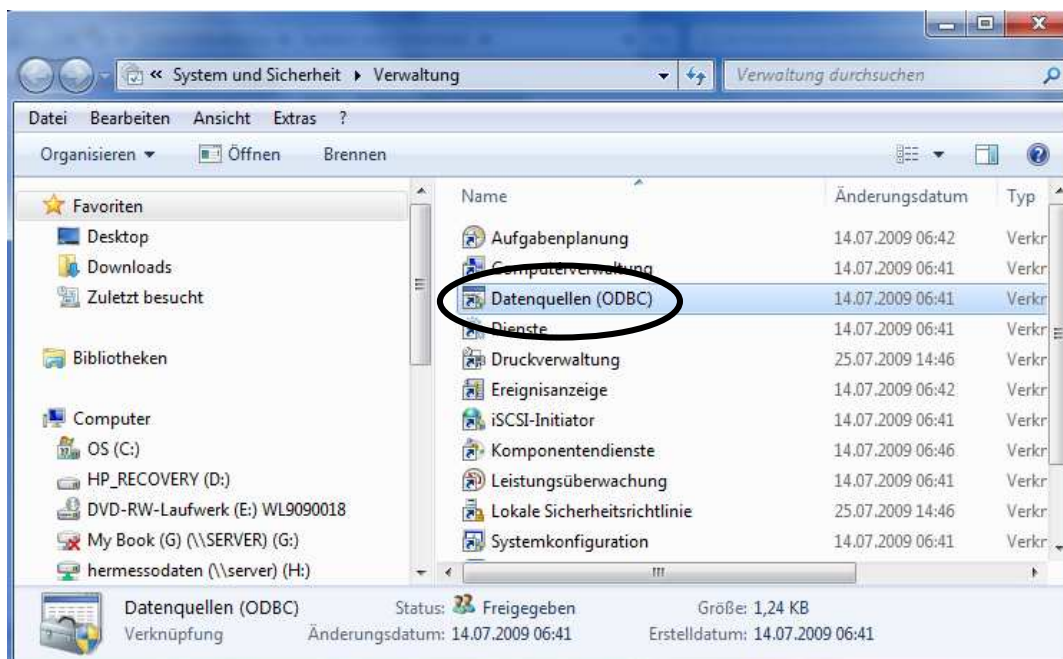 « System und Sicherheit ▸ Verwaltung
Verwaltung durchsuchen
Datei Bearbeiten Ansicht Extras ?
Organisieren Öffnen Brennen
Favoriten
Desktop
Downloads
Zuletzt besucht
Bibliotheken
Computer
OS (C:)
HP_RECOVERY (D:)
DVD-RW-Laufwerk (E:) WL9090018
My Book (G) (\\SERVER) (G:)
hermessodaten (\\server) (H:)
Name Änderungsdatum Typ
Aufgabenplanung 14.07.2009 06:42 Verkr
Computerverwaltung 14.07.2009 06:41 Verkr
Datenquellen (ODBC) 14.07.2009 06:41 Verkr
Dienste 14.07.2009 06:41 Verkr
Druckverwaltung 25.07.2009 14:46 Verkr
Ereignisanzeige 14.07.2009 06:42 Verkr
iSCSI-Initiator 14.07.2009 06:41 Verkr
Komponentendienste 14.07.2009 06:46 Verkr
Leistungsüberwachung 14.07.2009 06:41 Verkr
Lokale Sicherheitsrichtlinie 25.07.2009 14:46 Verkr
Systemkonfiguration 14.07.2009 06:41 Verkr
Datenquellen (ODBC) Status: Freigegeben Größe: 1,24 KB
Verknüpfung Änderungsdatum: 14.07.2009 06:41 Erstelldatum: 14.07.2009 06:41